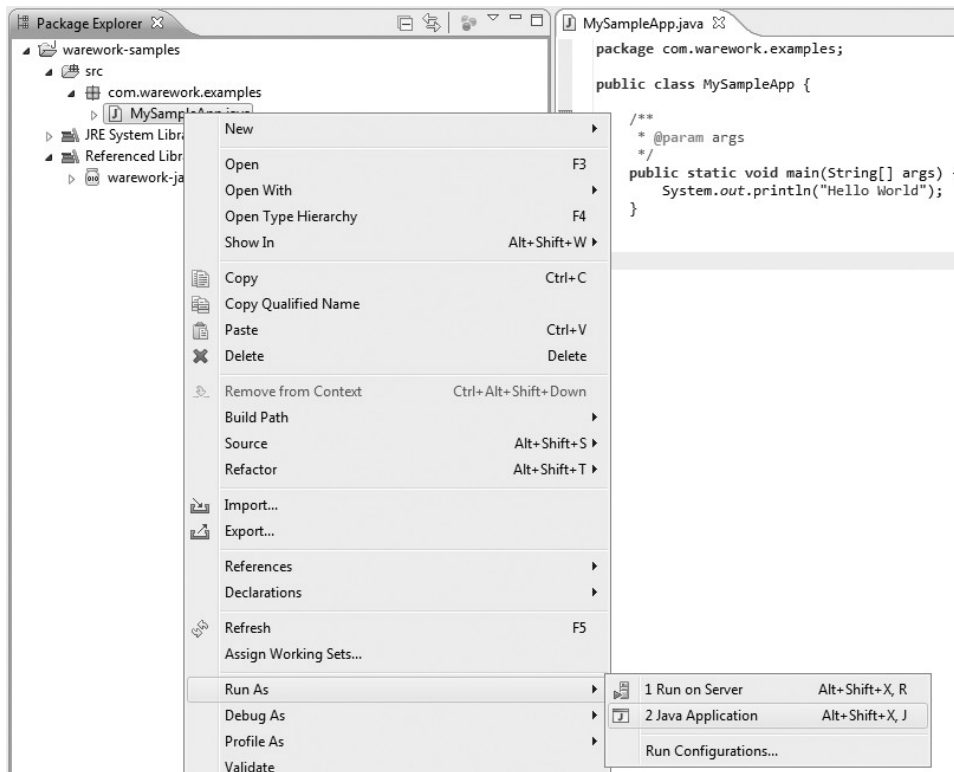 Package Explorer
warework-samples
src
com.warework.examples
MySampleApp.java
JRE System Libr
Referenced Libr
warework-ja
New
Open F3
Open With
Open Type Hierarchy F4
Show In Alt+Shift+W
Copy Ctrl+C
Copy Qualified Name
Paste Ctrl+V
Delete Delete
Remove from Context Ctrl+Alt+Shift+Down
Build Path
Source Alt+Shift+S
Refactor Alt+Shift+T
Import...
Export...
References
Declarations
Refresh F5
Assign Working Sets...
Run As
Debug As
Profile As
Validate
1 Run on Server Alt+Shift+X, R
2 Java Application Alt+Shift+X, J
Run Configurations...
MySampleApp.java
package com.warework.examples;
public class MySampleApp {
/**
* @param args
*/
public static void main(String[] args) {
System.out.println("Hello World");
}